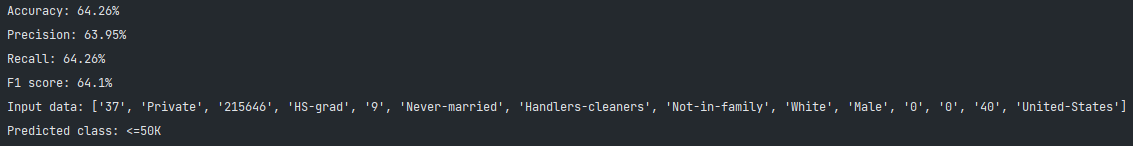 Accuracy: 64.26%
Precision: 63.95%
Recall: 64.26%
F1 score: 64.1%
Input data: ['37', 'Private', '215646', 'HS-grad', '9', 'Never-married', 'Handlers-cleaners', 'Not-in-family', 'White', 'Male', '0', '0', '40', 'United-States']
Predicted class: <=50K